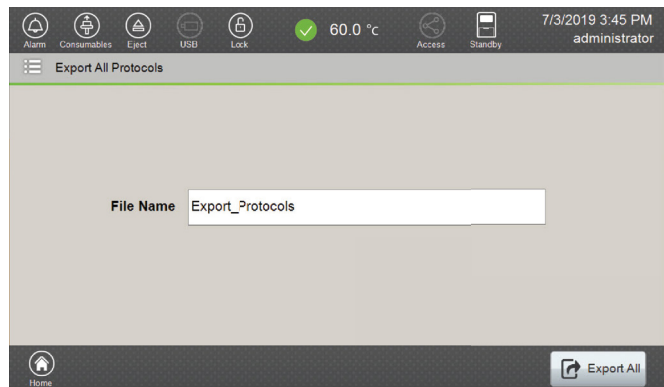 7/3/2019 3:45 PM
60.0 °c
administrator
Alarm Consumables Eject USB Lock Access Standby
Export All Protocols
File Name Export_Protocols
Export All
Home